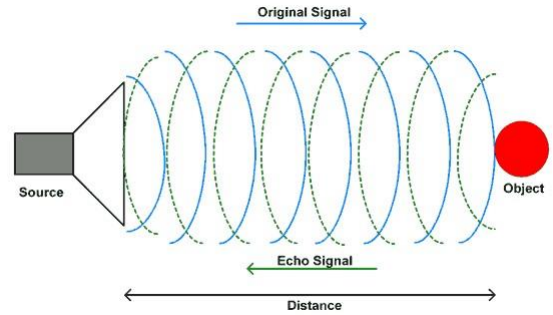 Original Signal
Source
Object
Echo Signal
Distance